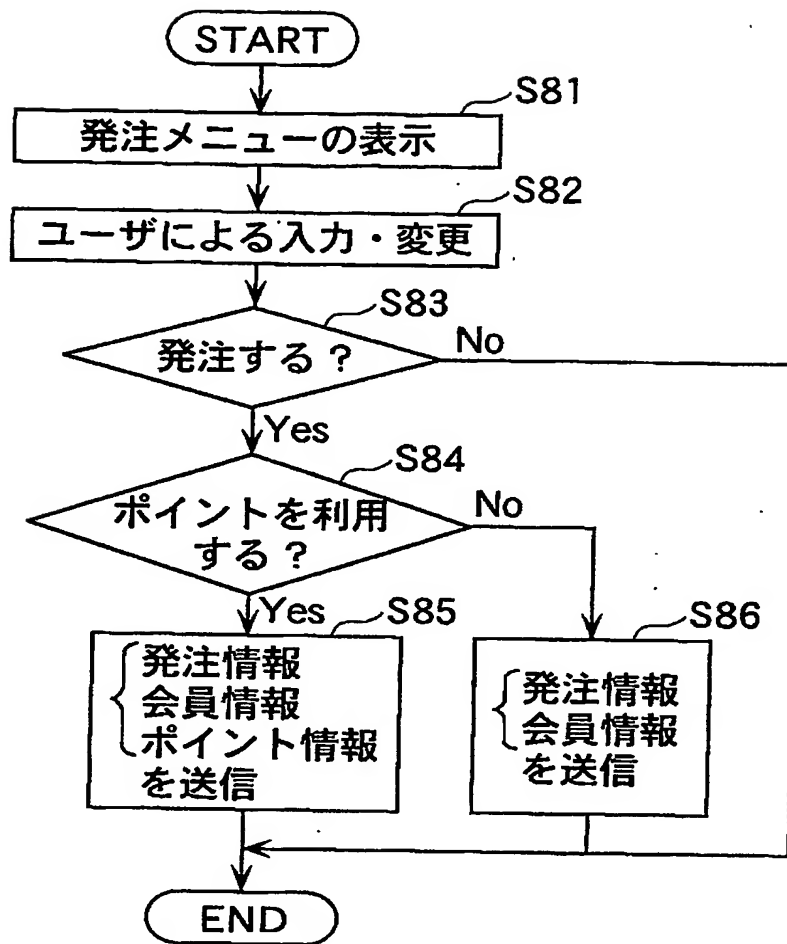 START
S81
発注メニューの表示
S82
ユーザによる入力・変更
S83
発注する？
No
Yes
S84
ポイントを利用
する？
No
Yes
S85
発注情報
会員情報
ポイント情報
を送信
S86
発注情報
会員情報
を送信
END